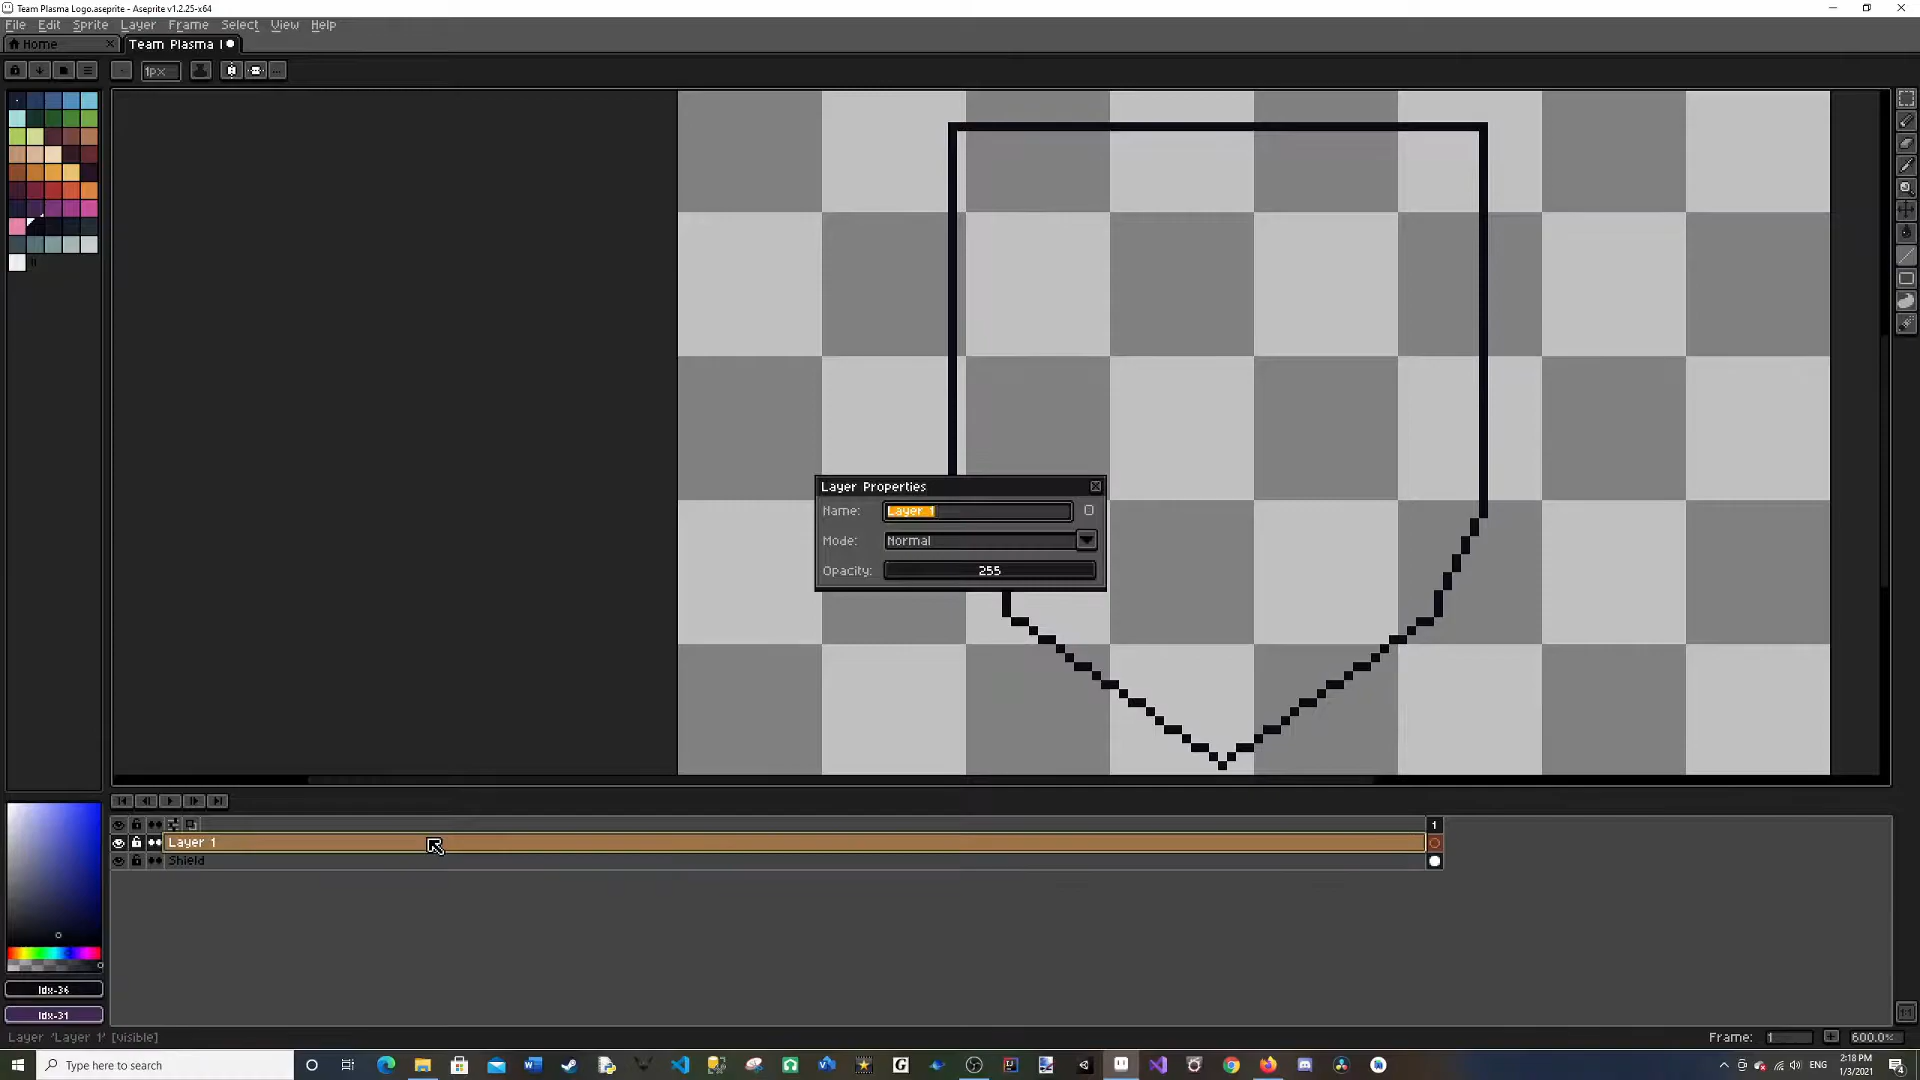 Team Plasma Logo.aseprite - Aseprite v1.2.25-x64
File Edit Sprite Layer Frame Select View Help
Home
Team Plasma l
1px
Layer Properties
Name: Layer 1
Mode: Normal
Opacity: 255
1
Layer 1
Shield
Idx-36
Idx-31
Layer 'Layer 1' [visible]
Frame: 1
600.0%
1:1
Type here to search
ENG
2:18 PM
1/3/2021